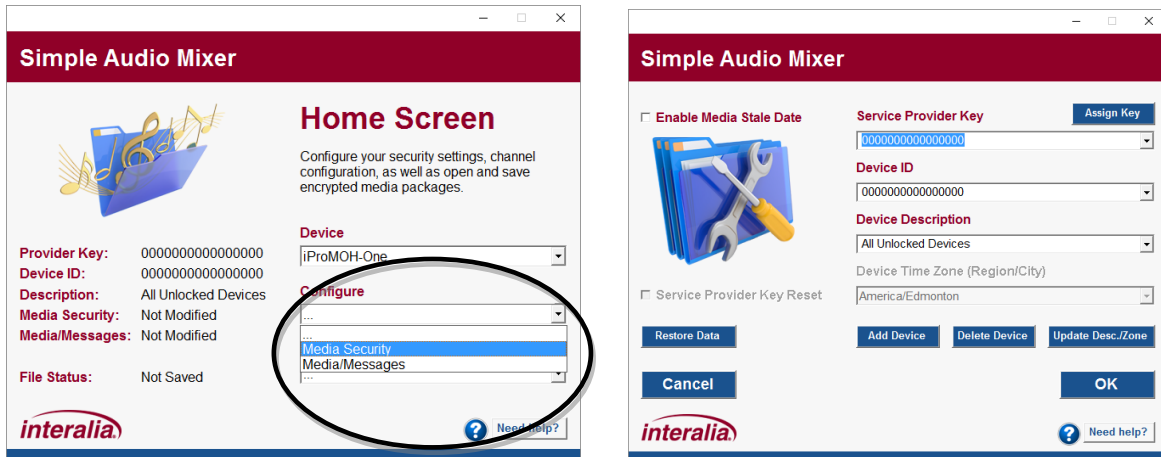 Simple Audio Mixer
Home Screen
Configure your security settings, channel
configuration, as well as open and save
encrypted media packages.
Device
iProMOH-One
Provider Key: 0000000000000000
Device ID: 0000000000000000
Description: All Unlocked Devices
Media Security: Not Modified
Media/Messages: Not Modified
File Status: Not Saved
Configure
...
...
Media Security
Media/Messages
...
interalia
? Need help?
Simple Audio Mixer
Enable Media Stale Date
Service Provider Key
Assign Key
0000000000000000
Device ID
0000000000000000
Device Description
All Unlocked Devices
Device Time Zone (Region/City)
America/Edmonton
Service Provider Key Reset
Restore Data
Add Device
Delete Device
Update Desc./Zone
Cancel
OK
interalia
? Need help?